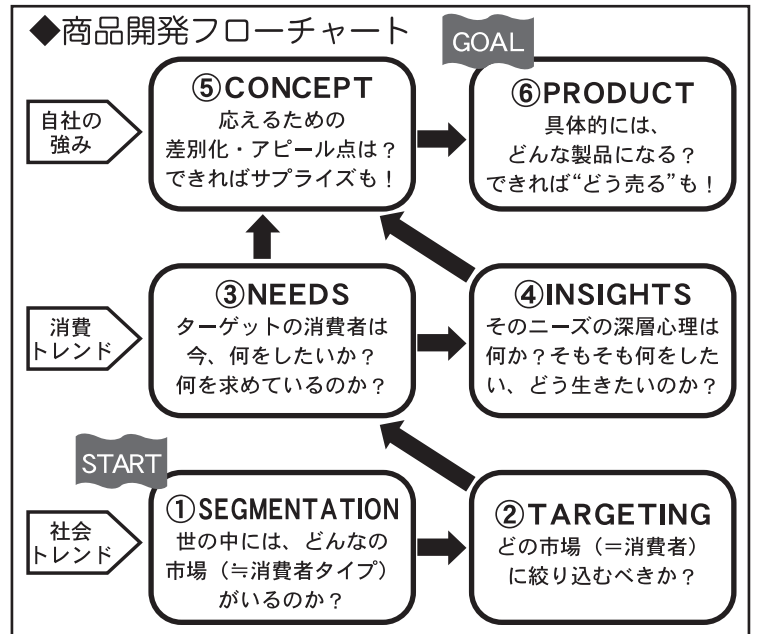 ◆商品開発フローチャート
GOAL
自社の
強み
⑤CONCEPT
応えるための
差別化・アピール点は？
できればサプライズも！
⑥PRODUCT
具体的には、
どんな製品になる？
できれば“どう売る”も！
消費
トレンド
③NEEDS
ターゲットの消費者は
今、何をしたいか？
何を求めているのか？
④INSIGHTS
そのニーズの深層心理は
何か？そもそも何をした
い、どう生きたいのか？
START
社会
トレンド
①SEGMENTATION
世の中には、どんなの
市場（≒消費者タイプ）
がいるのか？
②TARGETING
どの市場（＝消費者）
に絞り込むべきか？